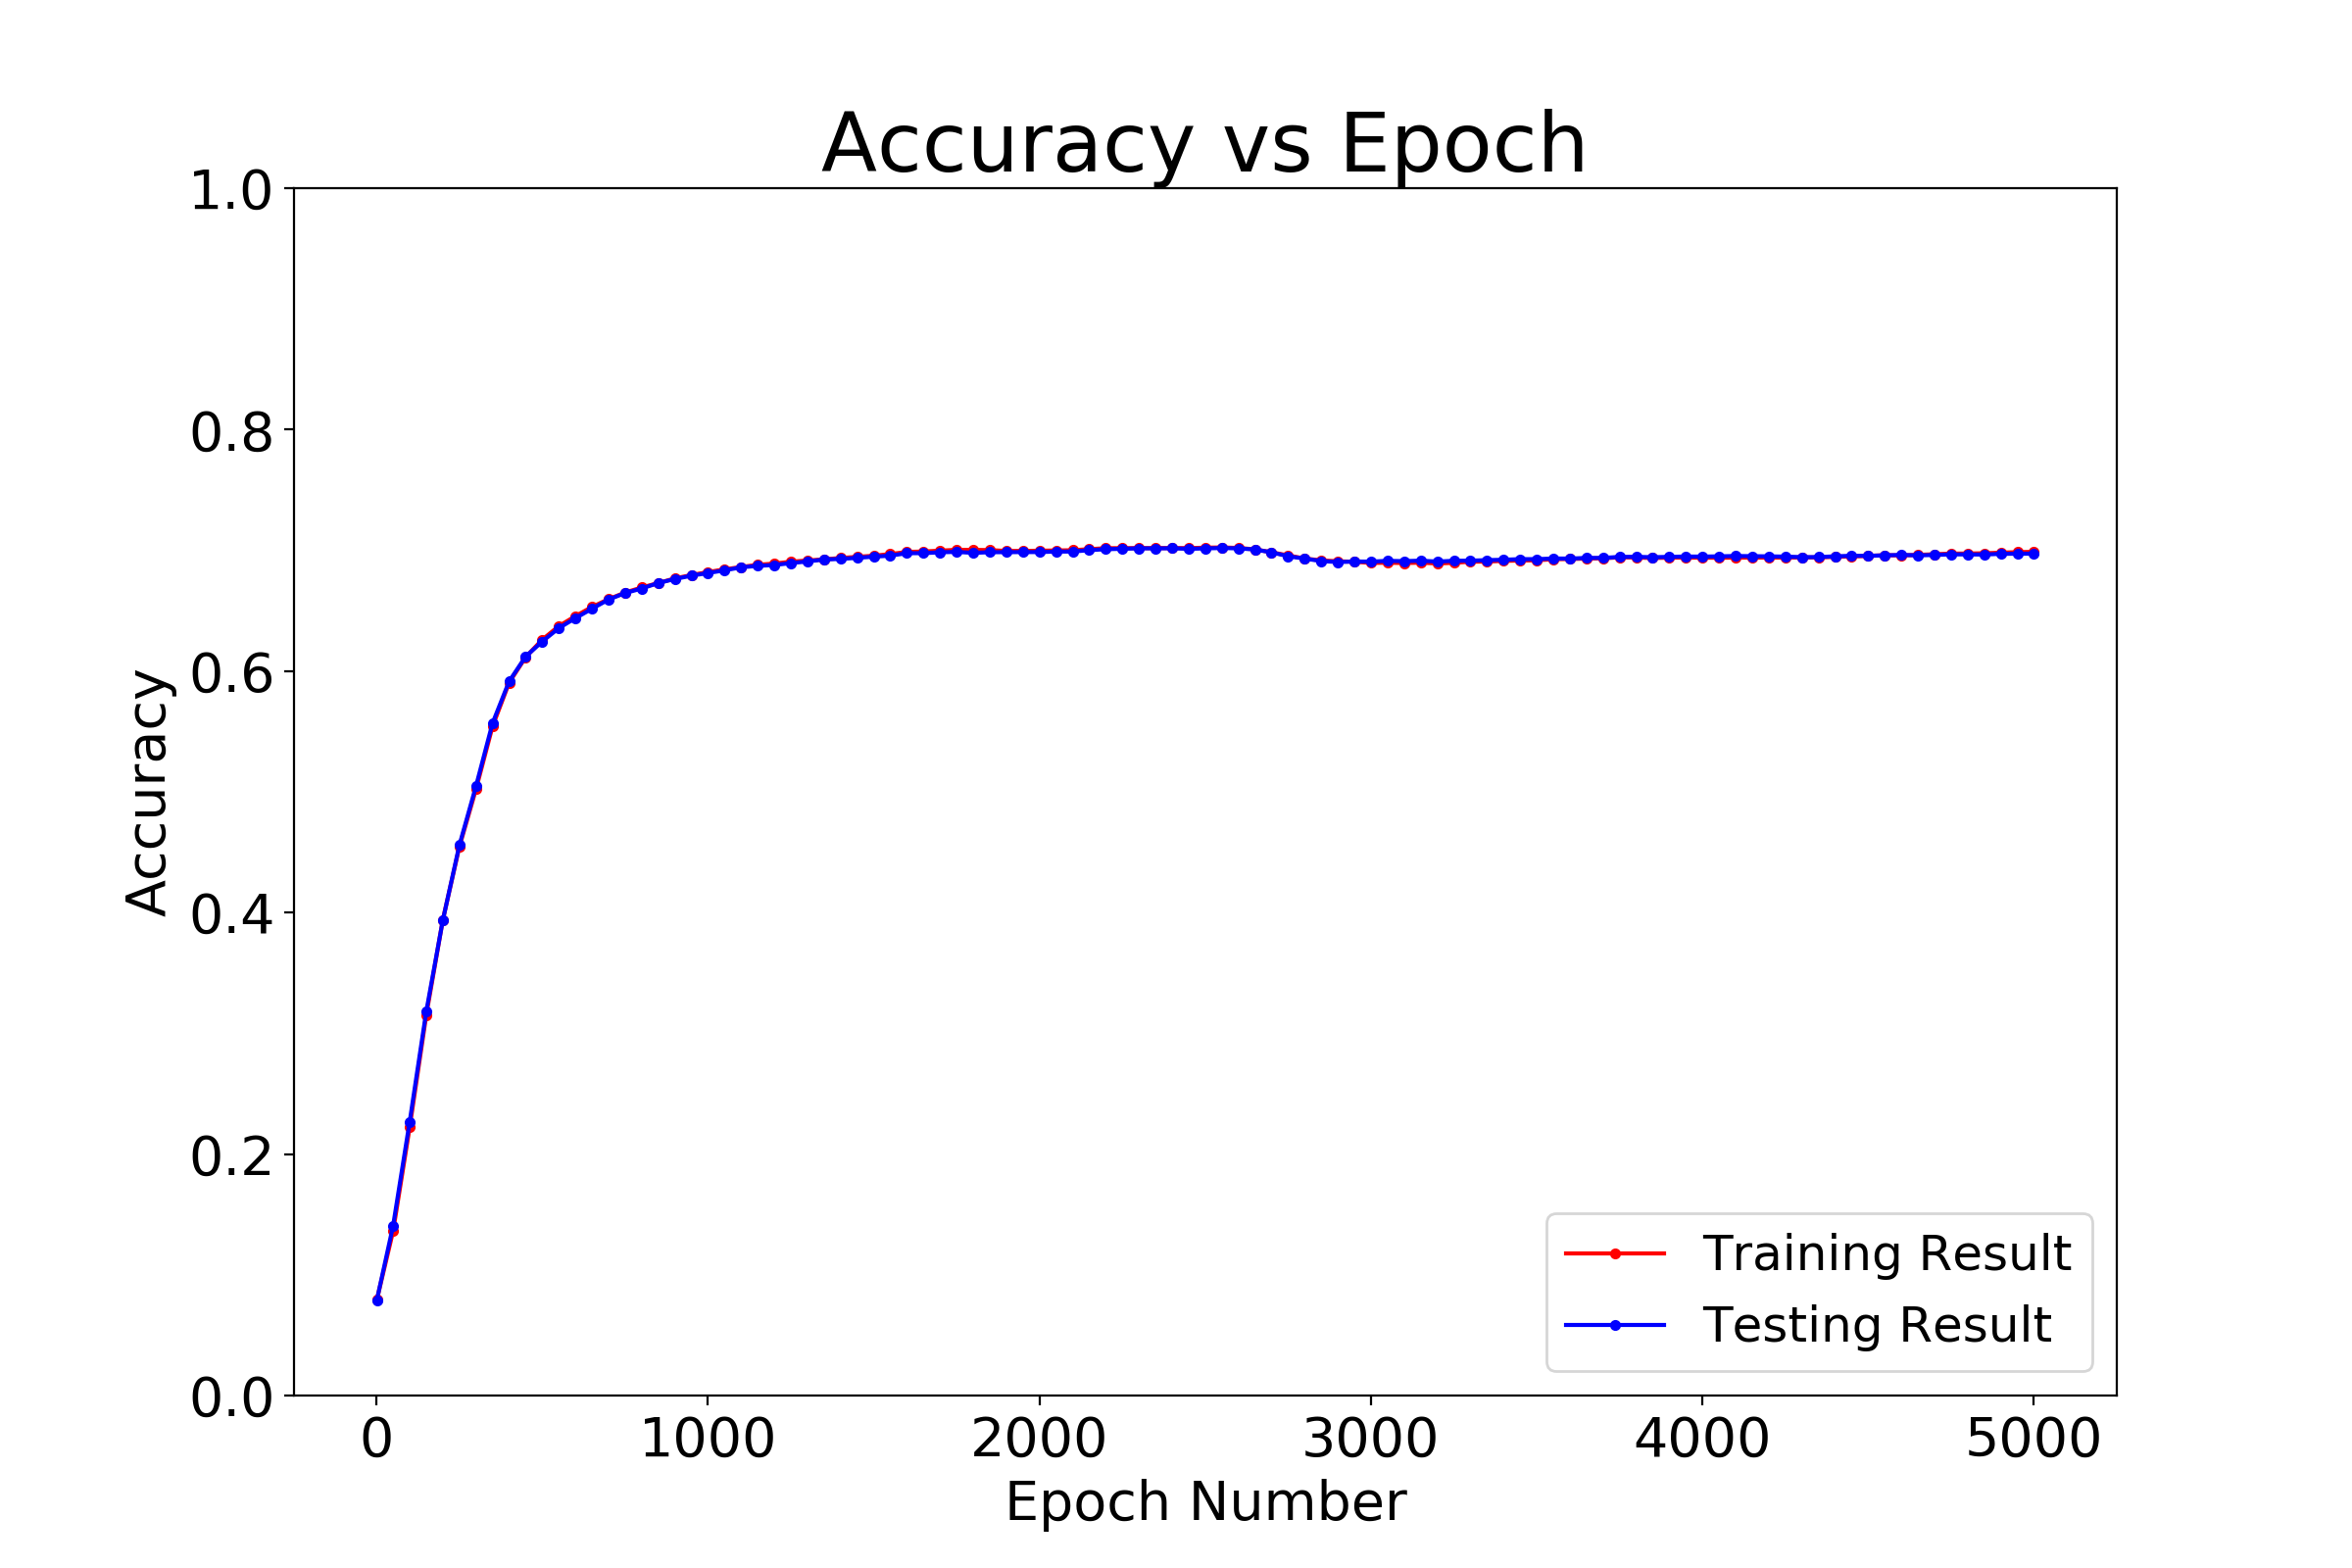 Accuracy vs Epoch
1.0
0.8
0.6
0.4
0.2
0.0
Accuracy
0 1000 2000 3000 4000 5000
Epoch Number
Training Result
Testing Result